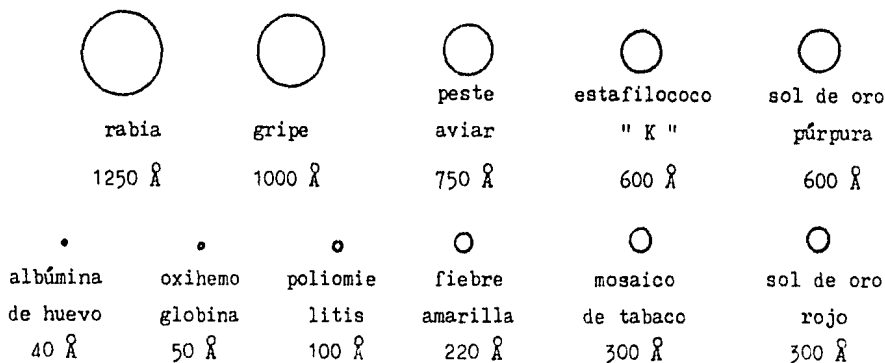 peste estafilococo sol de oro
rabia gripe aviar " K " púrpura
1250 Å 1000 Å 750 Å 600 Å 600 Å
albúmina oxihemo poliomie fiebre mosaico sol de oro
de huevo globina litis amarilla de tabaco rojo
40 Å 50 Å 100 Å 220 Å 300 Å 300 Å